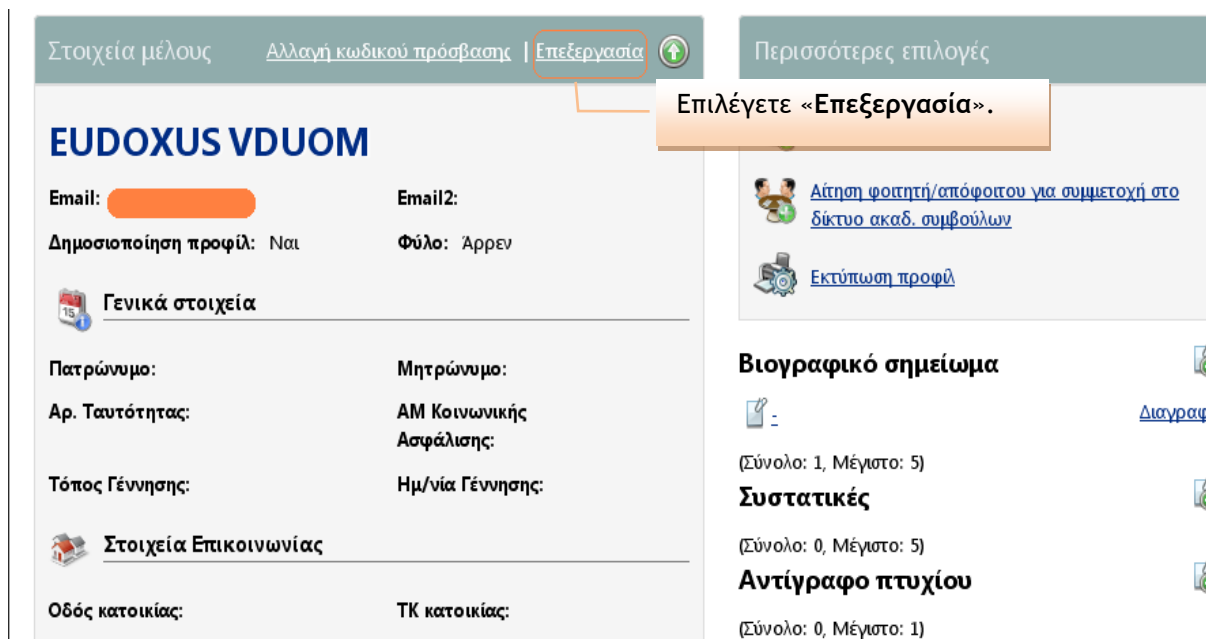 Στοιχεία μέλους
Αλλαγή κωδικού πρόσβασης | Επεξεργασία
Επιλέγετε «Επεξεργασία».
EUDOXUS VDUOM
Email:
Email2:
Δημοσιοποίηση προφίλ: Ναι
Φύλο: Άρρεν
Γενικά στοιχεία
Πατρώνυμο:
Μητρώνυμο:
Αρ. Ταυτότητας:
ΑΜ Κοινωνικής
Ασφάλισης:
Τόπος Γέννησης:
Ημ/νία Γέννησης:
Στοιχεία Επικοινωνίας
Οδός κατοικίας:
ΤΚ κατοικίας:
Περισσότερες επιλογές
Αίτηση φοιτητή/απόφοιτου για συμμετοχή στο
δίκτυο ακαδ. συμβούλων
Εκτύπωση προφίλ
Βιογραφικό σημείωμα
-
Διαγραφ
(Σύνολο: 1, Μέγιστο: 5)
Συστατικές
(Σύνολο: 0, Μέγιστο: 5)
Αντίγραφο πτυχίου
(Σύνολο: 0, Μέγιστο: 1)